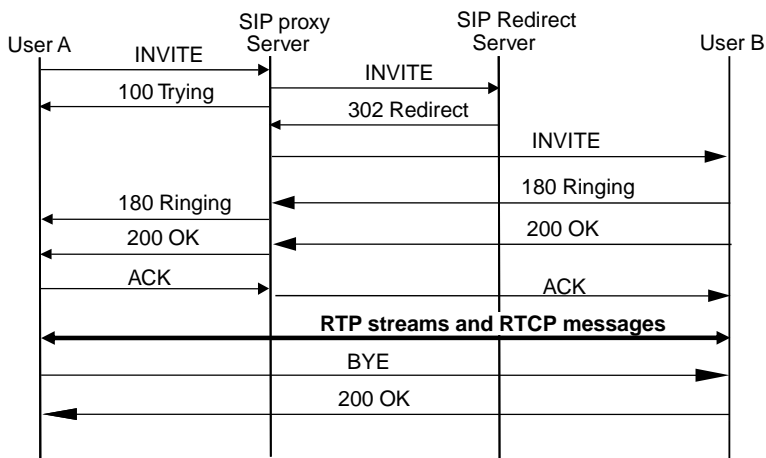 User A
SIP proxy
Server
SIP Redirect
Server
User B
INVITE
INVITE
100 Trying
302 Redirect
INVITE
180 Ringing
180 Ringing
200 OK
200 OK
ACK
ACK
RTP streams and RTCP messages
BYE
200 OK